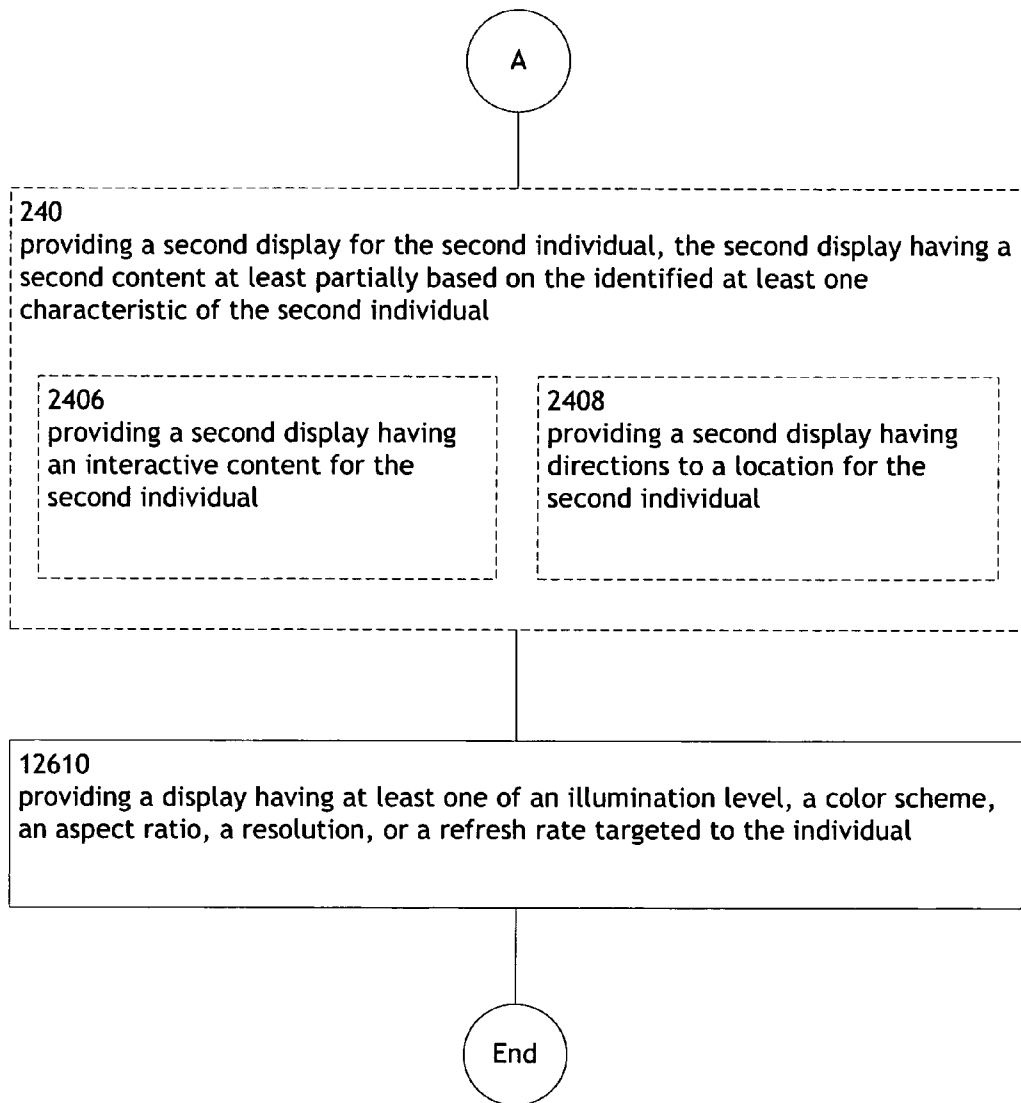 A
240
providing a second display for the second individual, the second display having a
second content at least partially based on the identified at least one
characteristic of the second individual
2406
providing a second display having
an interactive content for the
second individual
2408
providing a second display having
directions to a location for the
second individual
12610
providing a display having at least one of an illumination level, a color scheme,
an aspect ratio, a resolution, or a refresh rate targeted to the individual
End